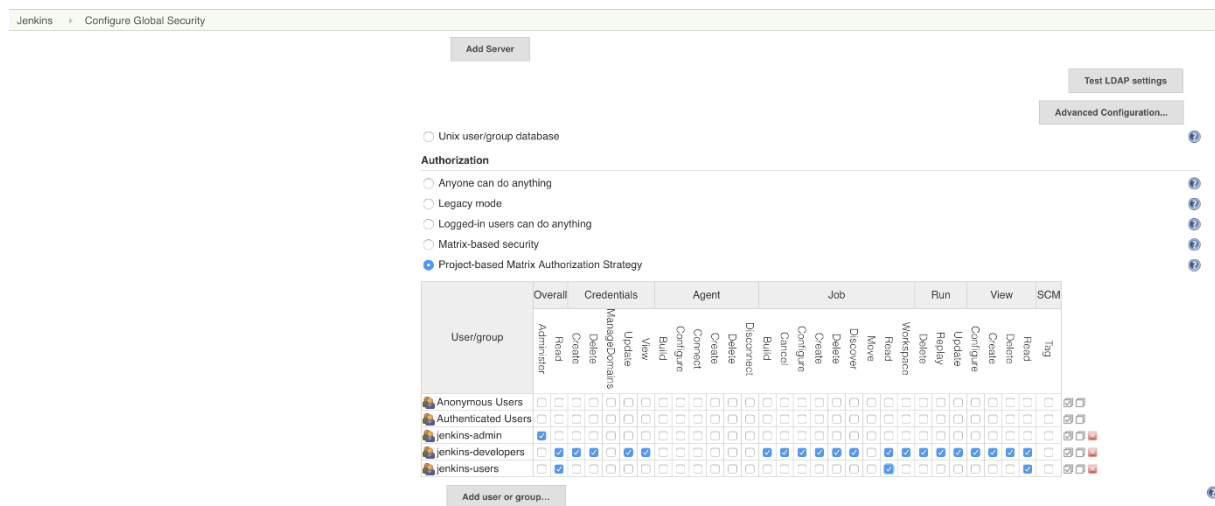 Jenkins Configure Global Security
Add Server
Test LDAP settings
Advanced Configuration...
Unix user/group database
Authorization
Anyone can do anything
Legacy mode
Logged-in users can do anything
Matrix-based security
Project-based Matrix Authorization Strategy
User/group Overall Credentials Agent Job Run View SCM
Administer Read Create Delete ManageDomains Update View Build Configure Connect Create Delete Disconnect Build Cancel Configure Create Delete Discover Move Read Workspace Delete Replay Update Configure Create Delete Read Tag
Anonymous Users
Authenticated Users
jenkins-admin
jenkins-developers
jenkins-users
Add user or group...